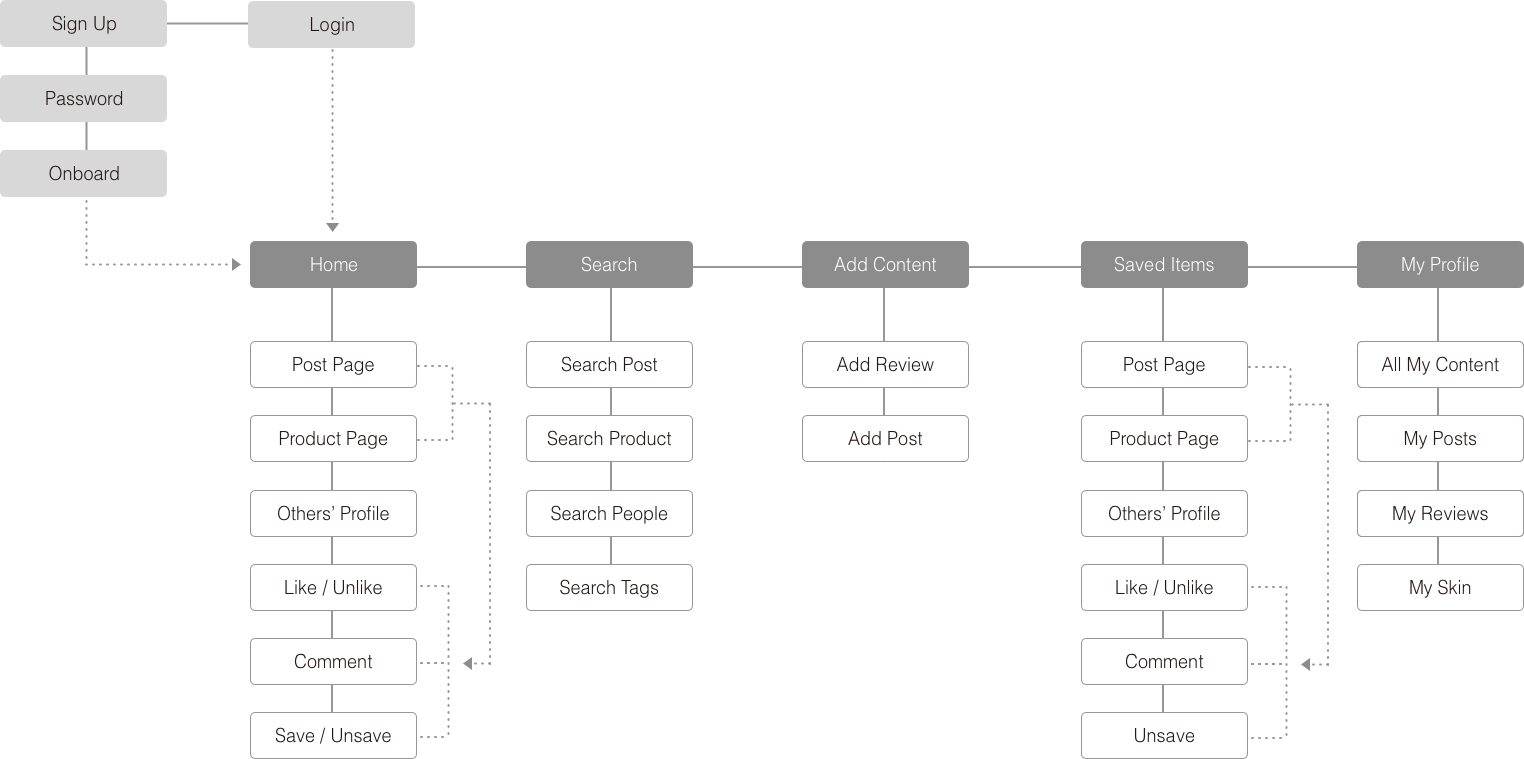 Sign Up
Login
Password
Onboard
Home
Search
Add Content
Saved Items
My Profile
Post Page
Search Post
Add Review
Post Page
All My Content
Product Page
Search Product
Add Post
Product Page
My Posts
Others’ Profile
Search People
Others’ Profile
My Reviews
Like / Unlike
Search Tags
Like / Unlike
My Skin
Comment
Comment
Save / Unsave
Unsave